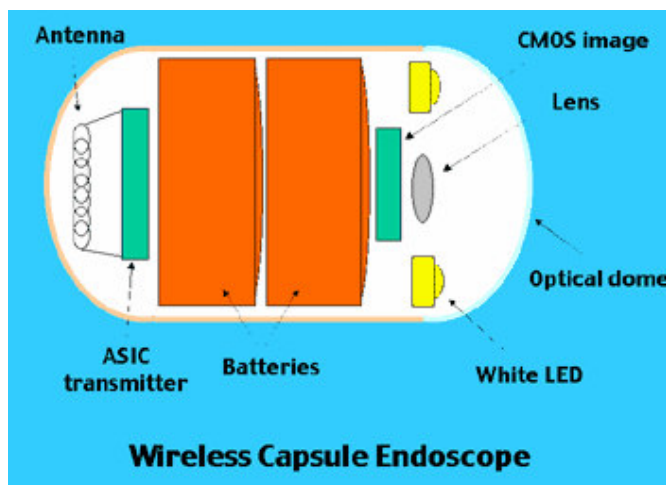 Antenna
CMOS image
Lens
Optical dome
ASIC
transmitter
Batteries
White LED
Wireless Capsule Endoscope